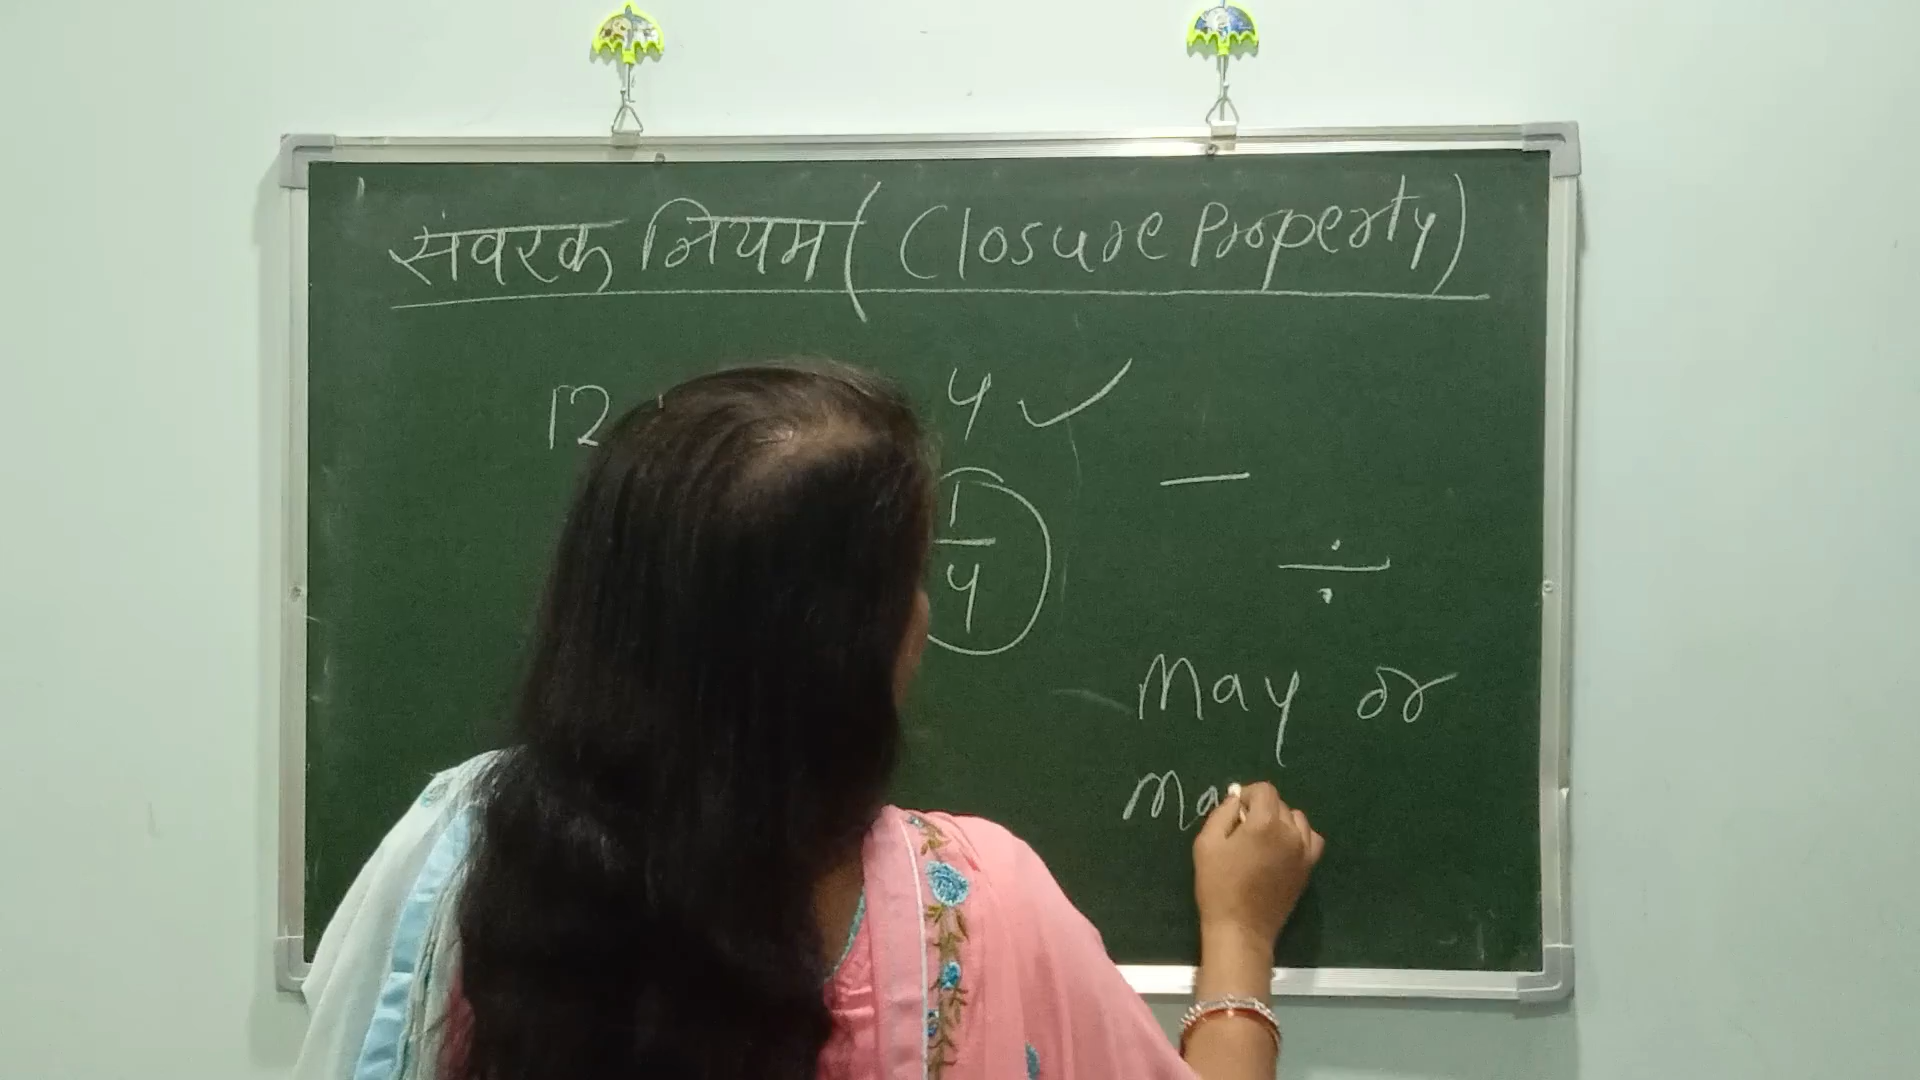 संवरक नियम ( Closure Property )
12 4 ✓
1/4
—
÷
May or
Ma